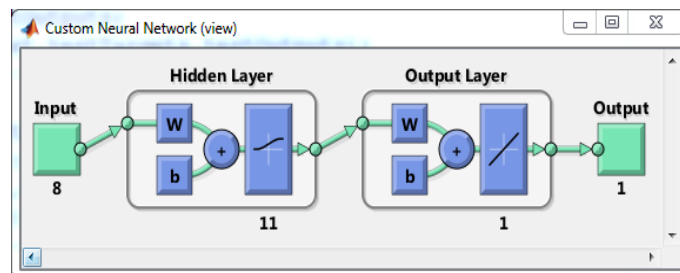 Custom Neural Network (view)
Hidden Layer
Output Layer
Input
Output
W
b
+
W
b
+
8
11
1
1